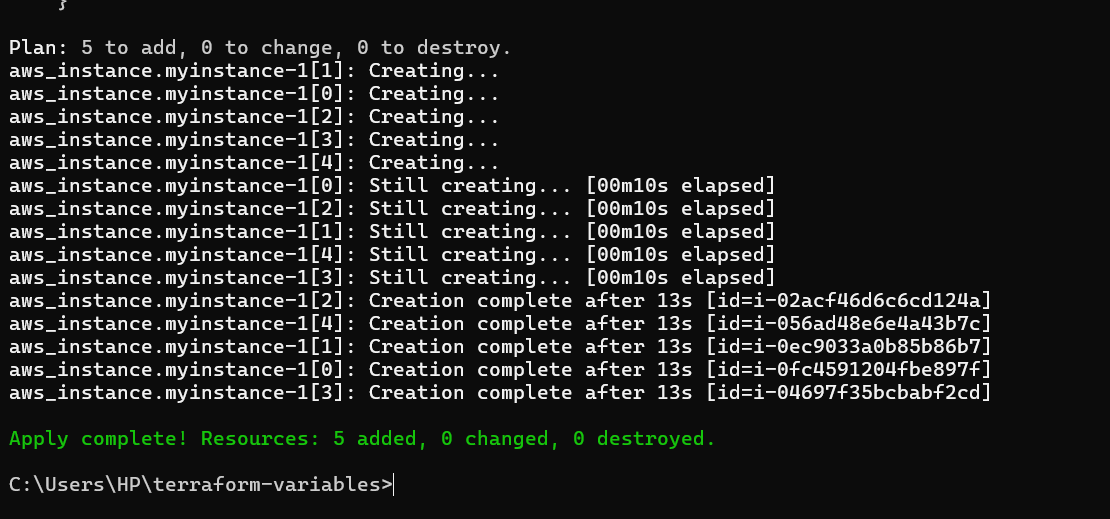 }
Plan: 5 to add, 0 to change, 0 to destroy.
aws_instance.myinstance-1[1]: Creating...
aws_instance.myinstance-1[0]: Creating...
aws_instance.myinstance-1[2]: Creating...
aws_instance.myinstance-1[3]: Creating...
aws_instance.myinstance-1[4]: Creating...
aws_instance.myinstance-1[0]: Still creating... [00m10s elapsed]
aws_instance.myinstance-1[2]: Still creating... [00m10s elapsed]
aws_instance.myinstance-1[1]: Still creating... [00m10s elapsed]
aws_instance.myinstance-1[4]: Still creating... [00m10s elapsed]
aws_instance.myinstance-1[3]: Still creating... [00m10s elapsed]
aws_instance.myinstance-1[2]: Creation complete after 13s [id=i-02acf46d6c6cd124a]
aws_instance.myinstance-1[4]: Creation complete after 13s [id=i-056ad48e6e4a43b7c]
aws_instance.myinstance-1[1]: Creation complete after 13s [id=i-0ec9033a0b85b86b7]
aws_instance.myinstance-1[0]: Creation complete after 13s [id=i-0fc4591204fbe897f]
aws_instance.myinstance-1[3]: Creation complete after 13s [id=i-04697f35bcbabf2cd]
Apply complete! Resources: 5 added, 0 changed, 0 destroyed.
C:\Users\HP\terraform-variables>